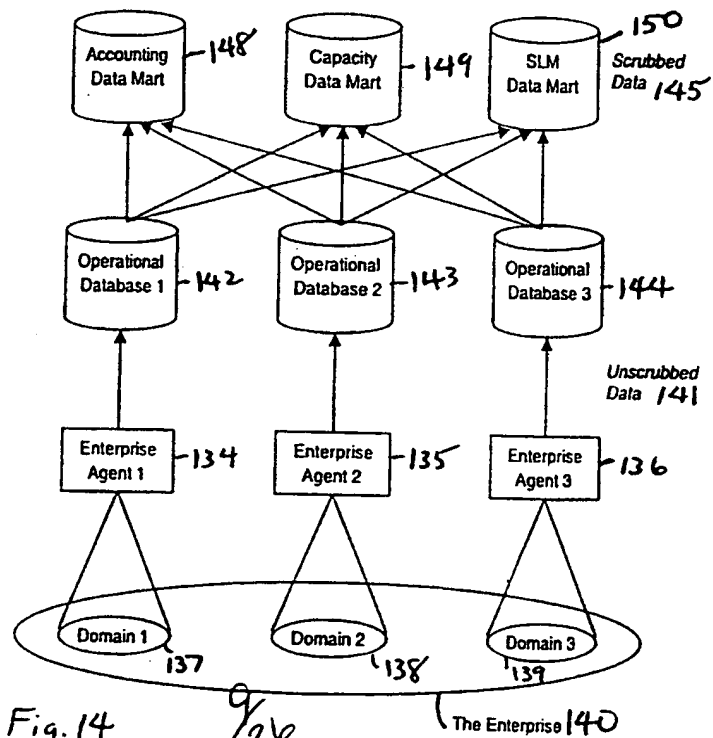 Accounting
Data Mart
148
Capacity
Data Mart
149
SLM
Data Mart
150
Scrubbed
Data 145
Operational
Database 1
142
Operational
Database 2
143
Operational
Database 3
144
Unscrubbed
Data 141
Enterprise
Agent 1
134
Enterprise
Agent 2
135
Enterprise
Agent 3
136
Domain 1
137
Domain 2
138
Domain 3
139
Fig. 14
9/26
The Enterprise 140